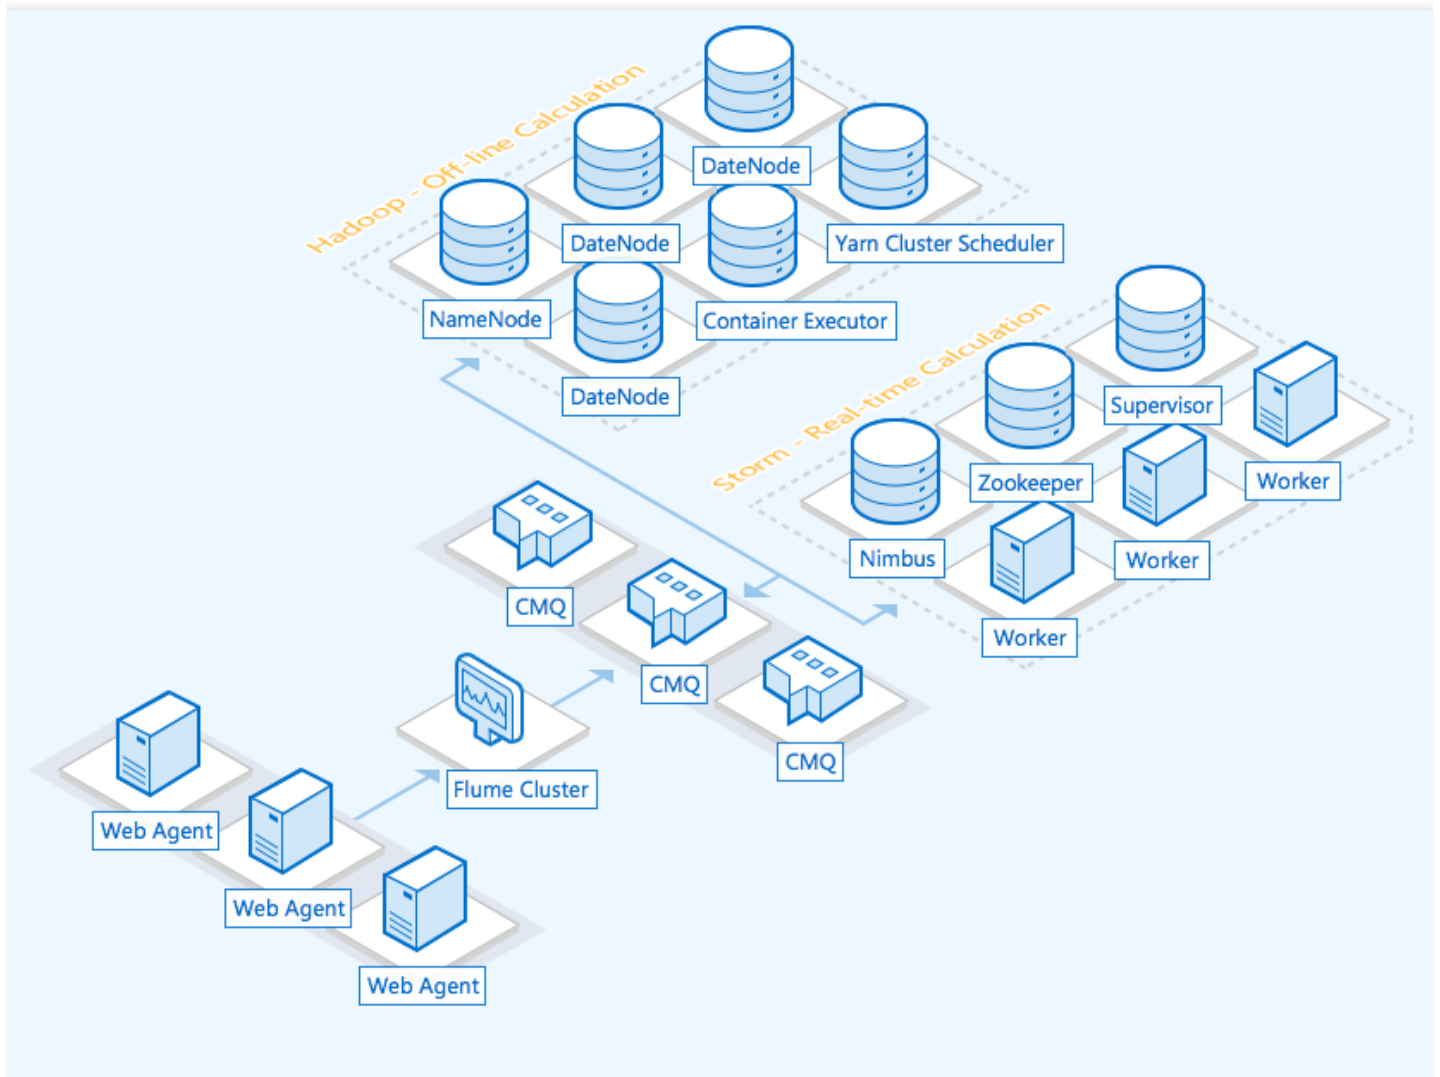 Hadoop - Off-line Calculation
DateNode
DateNode
Yarn Cluster Scheduler
NameNode
Container Executor
DateNode
Storm - Real-time Calculation
Supervisor
Zookeeper
Worker
Nimbus
Worker
Worker
CMQ
CMQ
CMQ
Flume Cluster
Web Agent
Web Agent
Web Agent